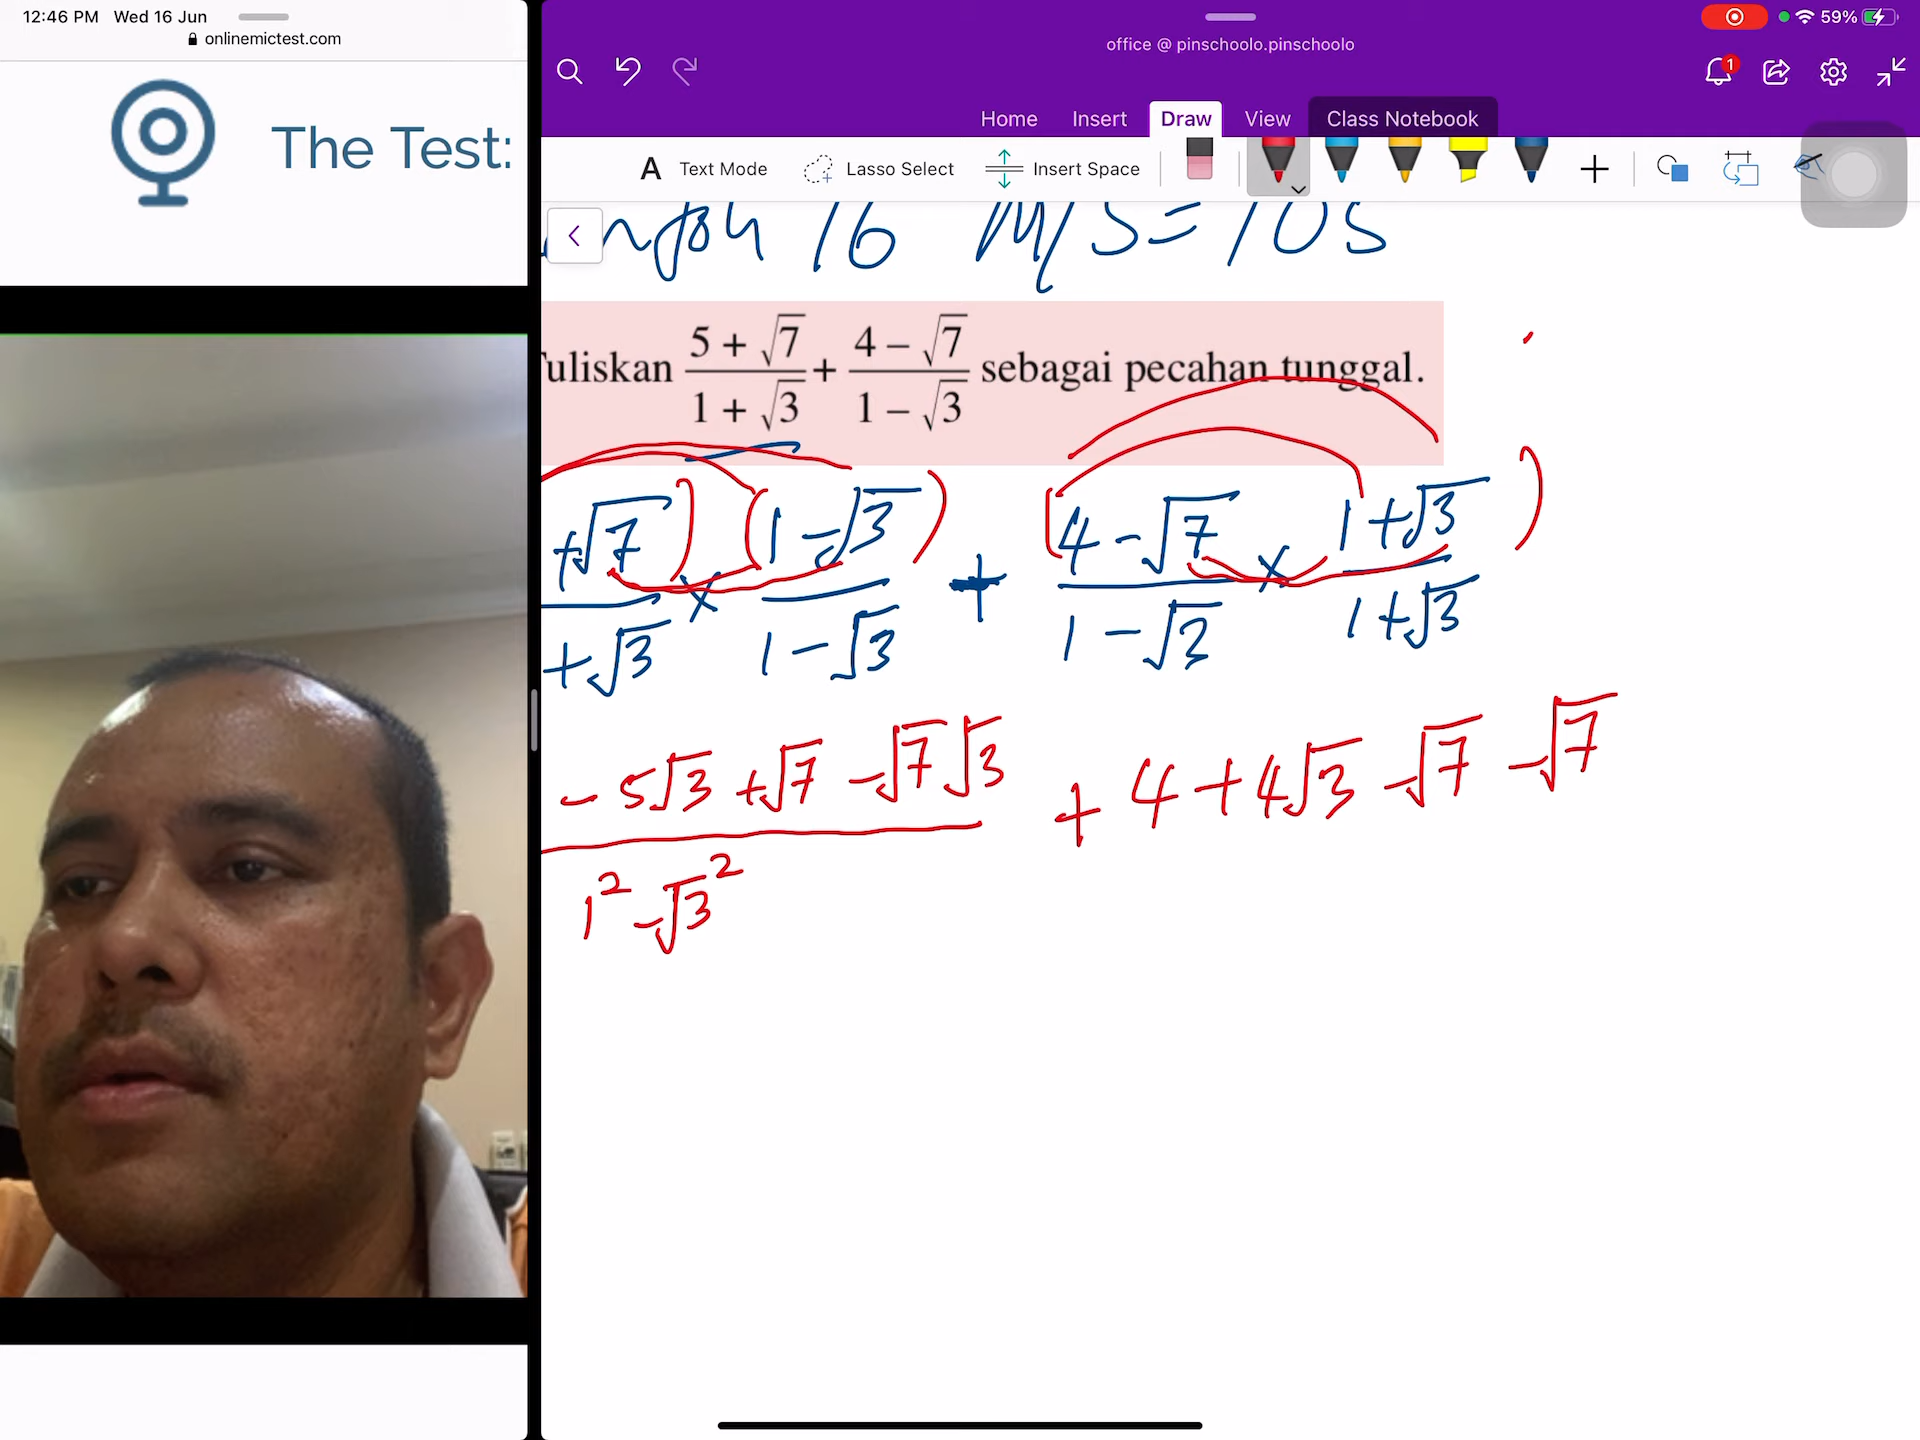 12:46 PM Wed 16 Jun
onlinemictest.com
The Test:
59%
office @ pinschoolo.pinschoolo
1
Home Insert Draw View Class Notebook
A Text Mode Lasso Select Insert Space
16 M/S = 105
uliskan (5 + √7)/(1 + √3) + (4 – √7)/(1 – √3) sebagai pecahan tunggal.
+√7) (1 - √3) + (4 - √7 × 1 + √3)
+√3 × 1 - √3 1 - √3 1 + √3
- 5√3 + √7 - √7 √3 + 4 + 4√3 - √7 - √7
1² - √3²